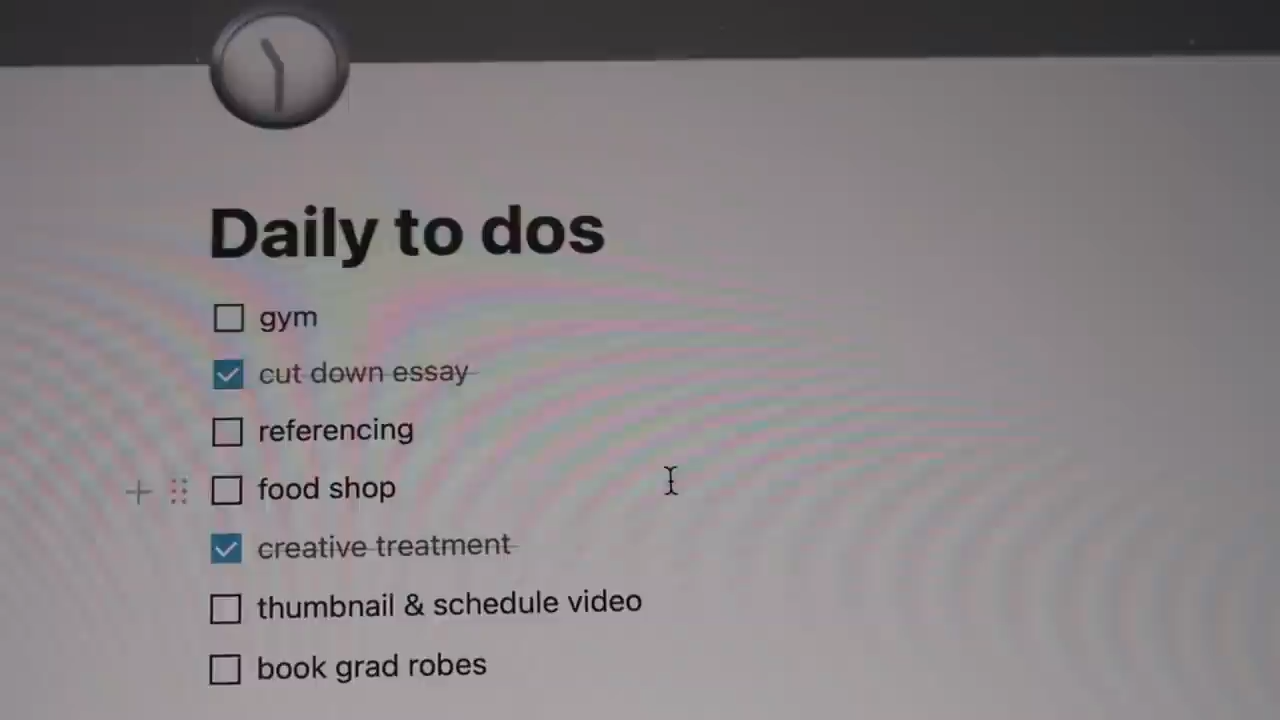 Daily to dos
gym
cut down essay
referencing
food shop
creative treatment
thumbnail & schedule video
book grad robes